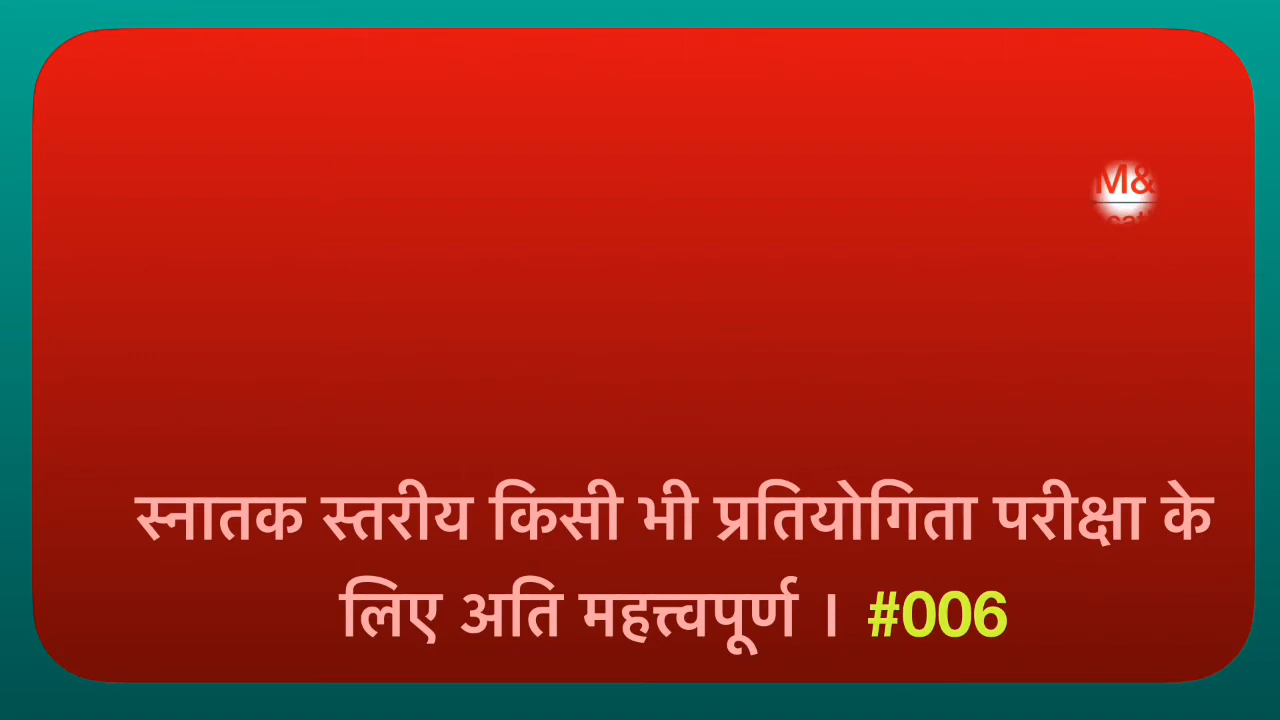 M&
स्नातक स्तरीय किसी भी प्रतियोगिता परीक्षा के
लिए अति महत्त्वपूर्ण । #006